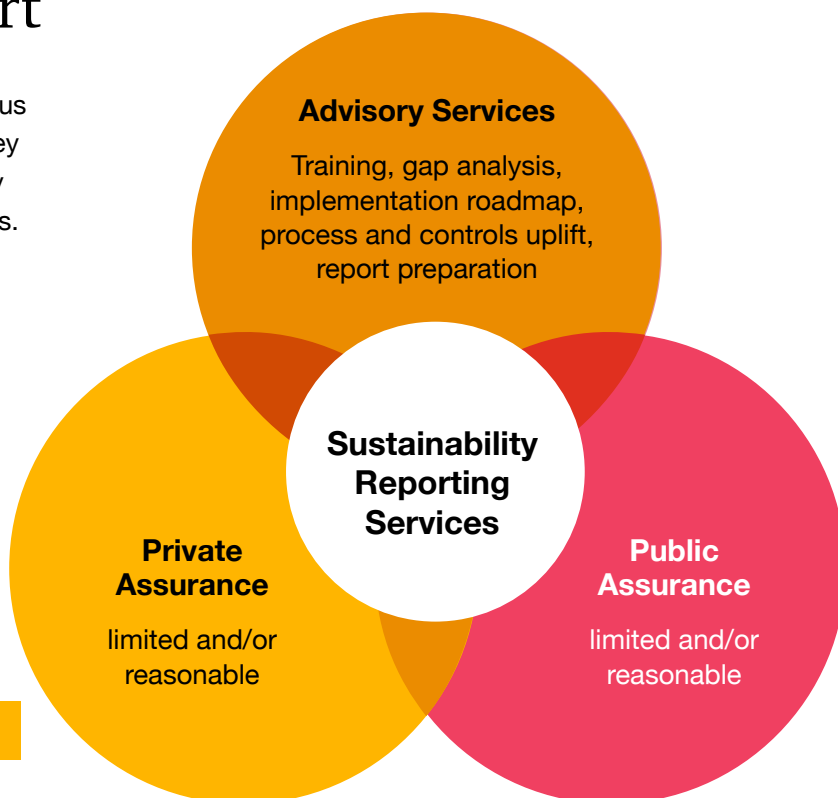 rt
us
ey
s.
Advisory Services
Training, gap analysis,
implementation roadmap,
process and controls uplift,
report preparation
Sustainability
Reporting
Services
Private
Assurance
limited and/or
reasonable
Public
Assurance
limited and/or
reasonable